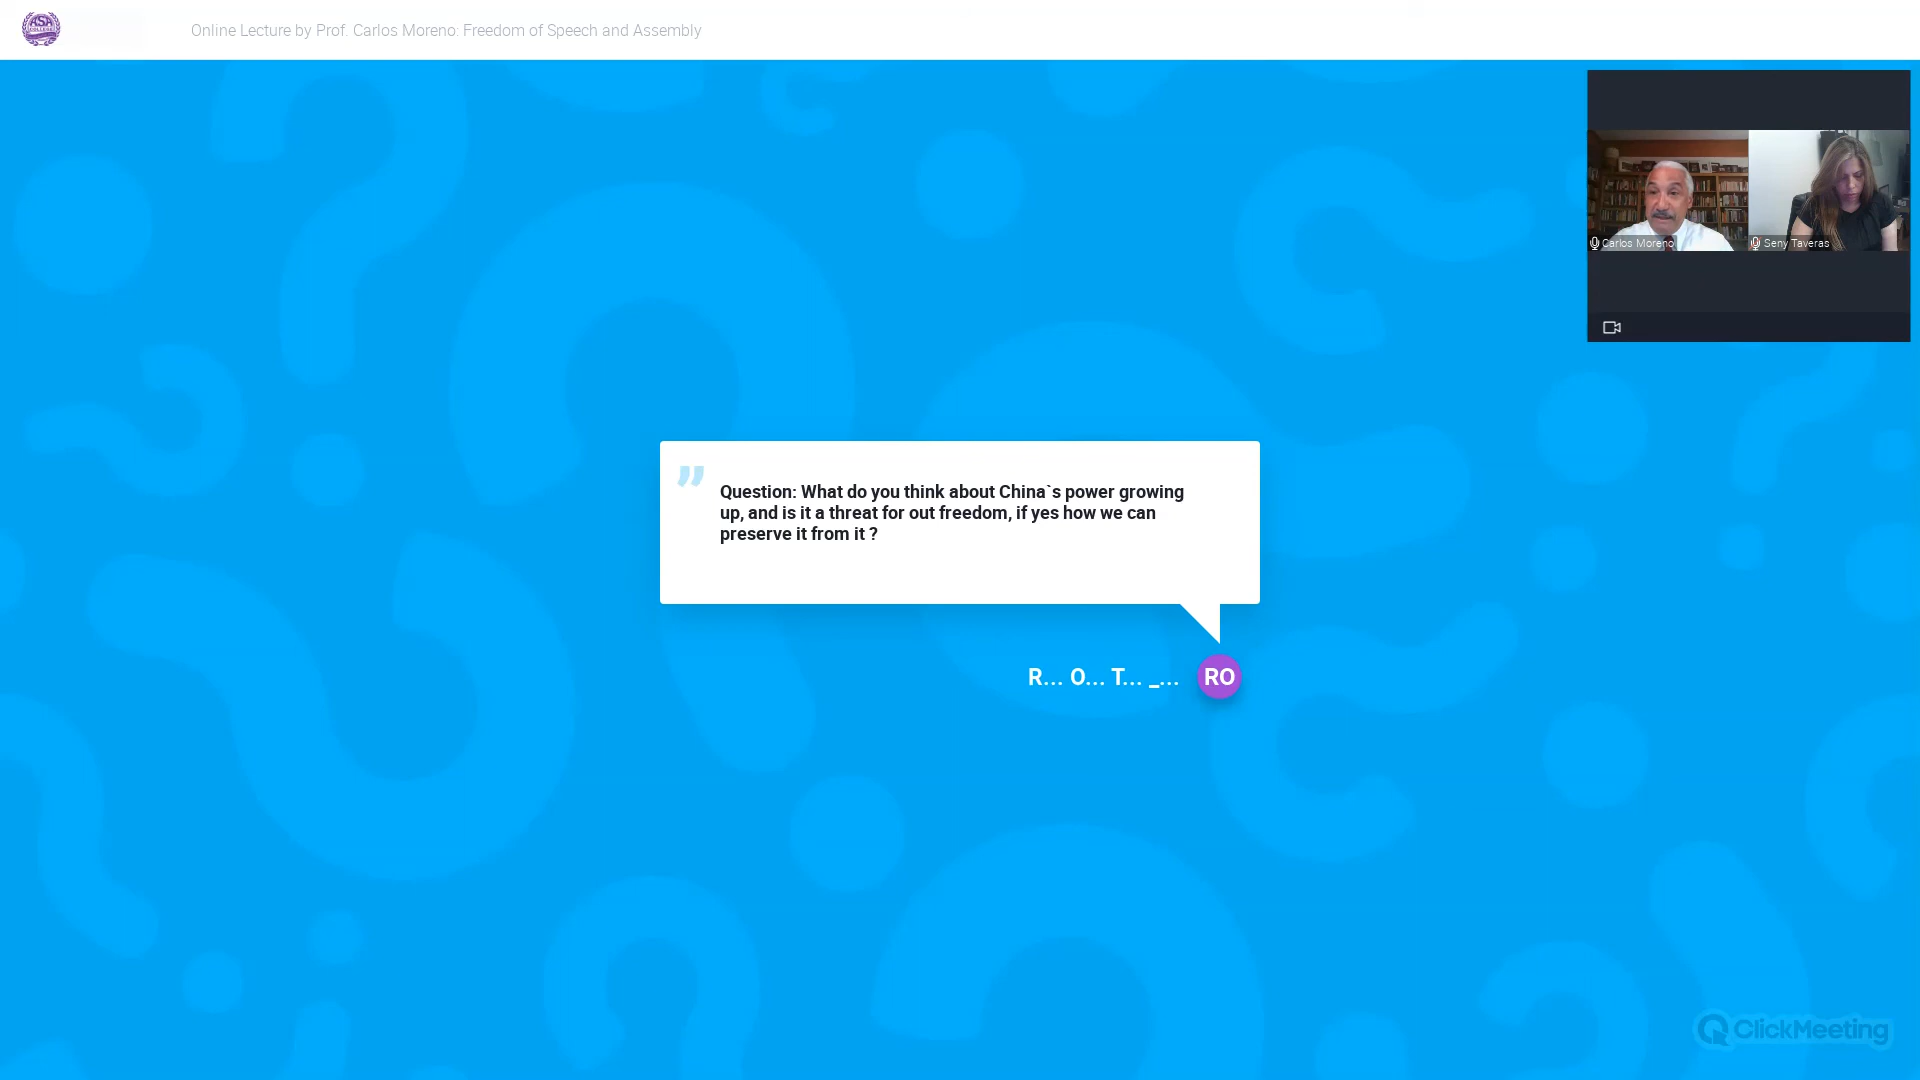 ASA
COLLEGE
Online Lecture by Prof. Carlos Moreno: Freedom of Speech and Assembly
Carlos Moreno
Seny Taveras
Question: What do you think about China`s power growing
up, and is it a threat for out freedom, if yes how we can
preserve it from it ?
R... O... T... _...
RO
ClickMeeting